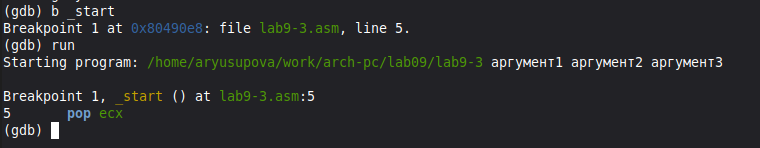 (gdb) b _start
Breakpoint 1 at 0x80490e8: file lab9-3.asm, line 5.
(gdb) run
Starting program: /home/aryusupova/work/arch-pc/lab09/lab9-3 аргумент1 аргумент2 аргумент3
Breakpoint 1, _start () at lab9-3.asm:5
5       pop ecx
(gdb)